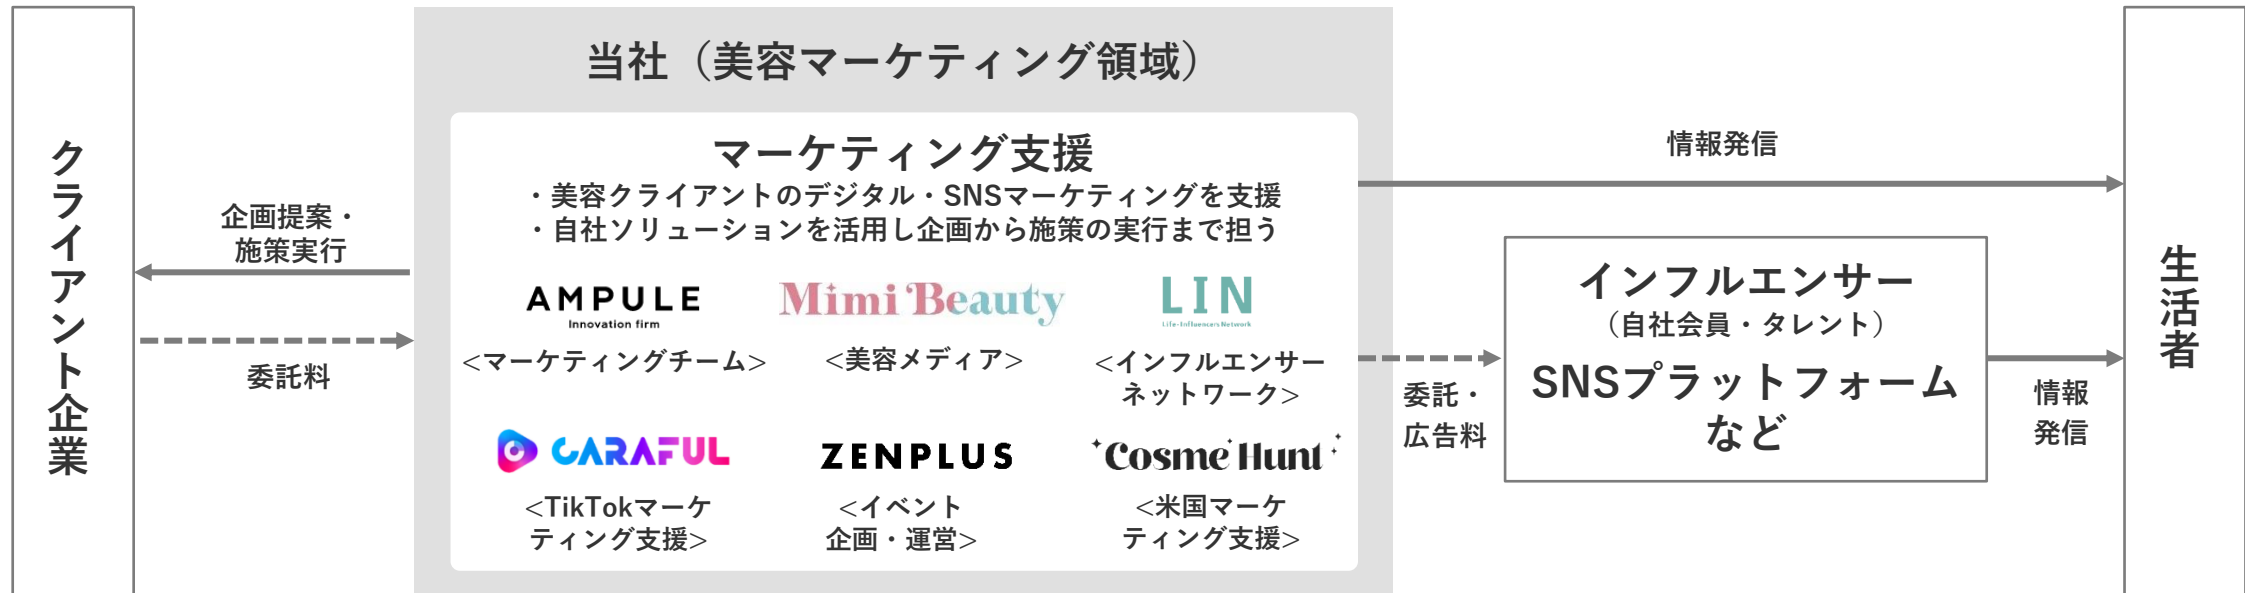 クライアント企業
企画提案・
施策実行
委託料
当社（美容マーケティング領域）
マーケティング支援
・美容クライアントのデジタル・SNSマーケティングを支援
・自社ソリューションを活用し企画から施策の実行まで担う
AMPULE
Innovation firm
<マーケティングチーム>
Mimi Beauty
<美容メディア>
LIN
Life-Influencers Network
<インフルエンサー
ネットワーク>
CARAFUL
<TikTokマーケ
ティング支援>
ZENPLUS
<イベント
企画・運営>
Cosme Hunt
<米国マーケ
ティング支援>
情報発信
委託・
広告料
インフルエンサー
（自社会員・タレント）
SNSプラットフォーム
など
情報
発信
生活者